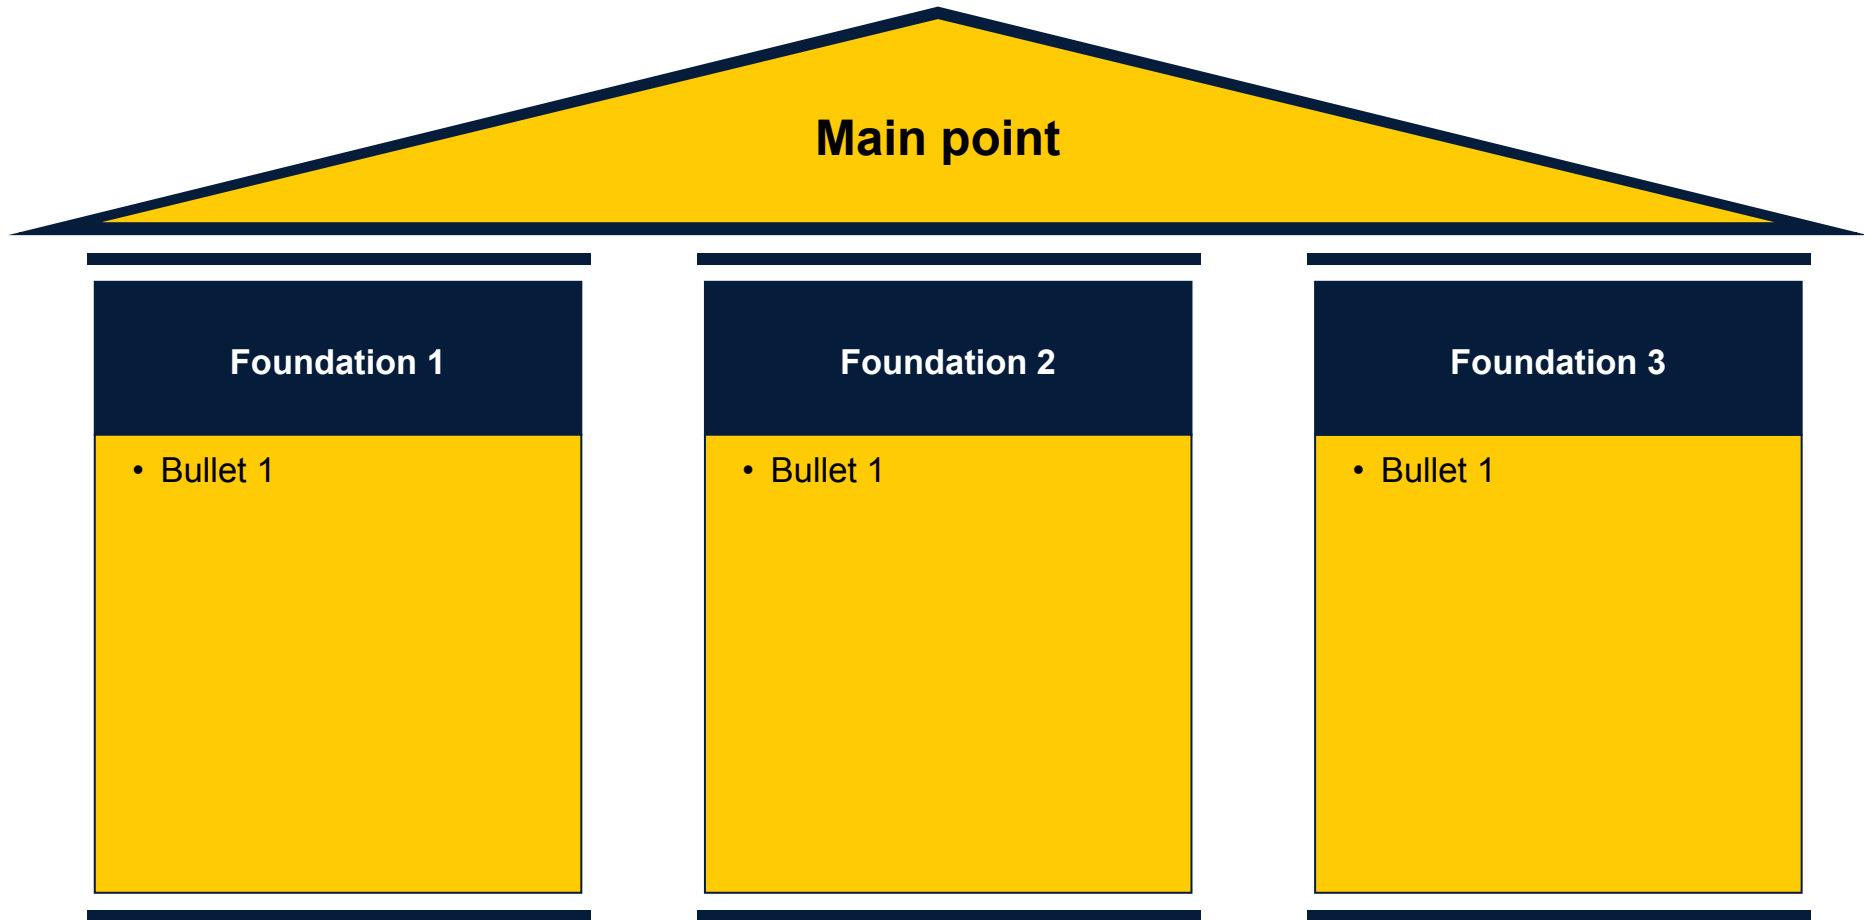 Main point
Foundation 1
Foundation 2
Foundation 3
• Bullet 1
• Bullet 1
• Bullet 1